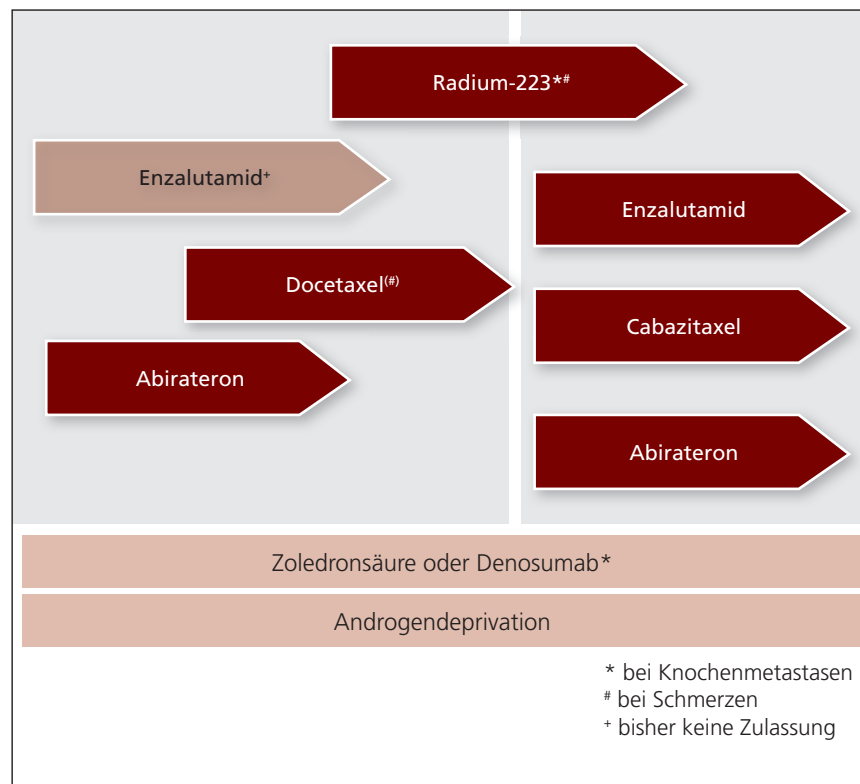 Radium-223*#
Enzalutamid+
Enzalutamid
Docetaxel(#)
Cabazitaxel
Abirateron
Abirateron
Zoledronsäure oder Denosumab*
Androgendeprivation
* bei Knochenmetastasen
# bei Schmerzen
+ bisher keine Zulassung